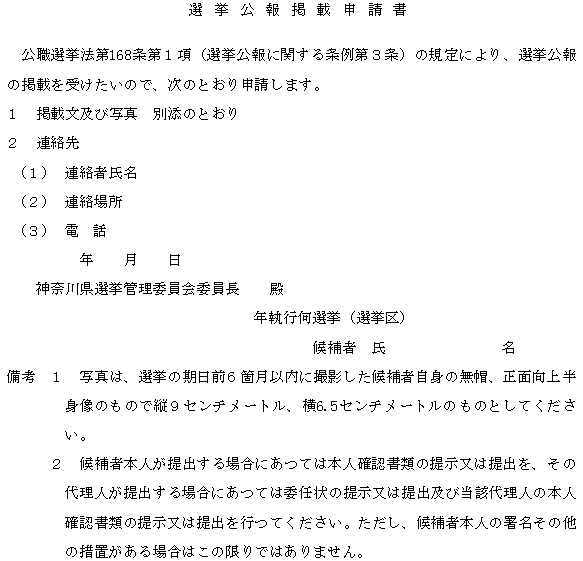 選挙公報掲載申請書
公職選挙法第168条第1項（選挙公報に関する条例第3条）の規定により、選挙公報
の掲載を受けたいので、次のとおり申請します。
1　掲載文及び写真　別添のとおり
2　連絡先
（1）　連絡者氏名
（2）　連絡場所
（3）　電　話
年　　月　　日
神奈川県選挙管理委員会委員長　　殿
年執行何選挙（選挙区）
候補者　氏　　　　　　　　名
備考　1　写真は、選挙の期日前6箇月以内に撮影した候補者自身の無帽、正面向上半
身像のもので縦9センチメートル、横6.5センチメートルのものとしてくださ
い。
2　候補者本人が提出する場合にあつては本人確認書類の提示又は提出を、その
代理人が提出する場合にあつては委任状の提示又は提出及び当該代理人の本人
確認書類の提示又は提出を行つてください。ただし、候補者本人の署名その他
の措置がある場合はこの限りではありません。